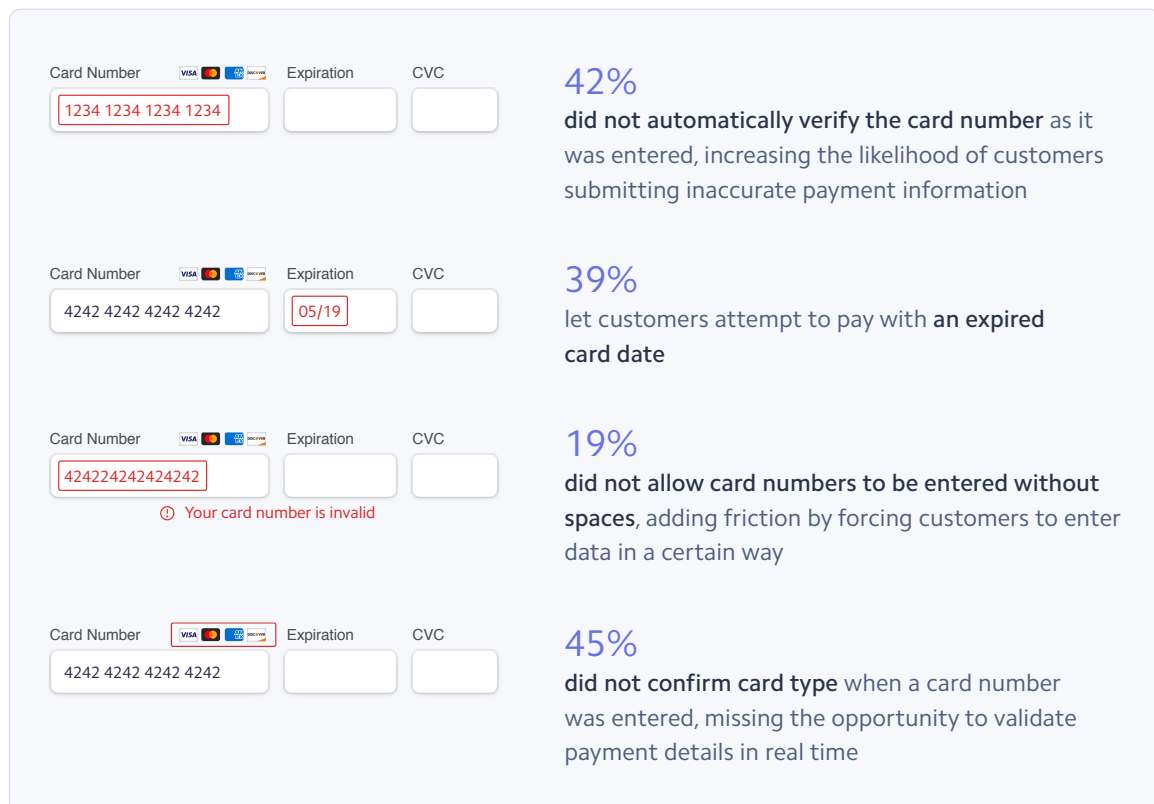 Card Number VISA DISCOVER Expiration CVC
1234 1234 1234 1234
42%
did not automatically verify the card number as it
was entered, increasing the likelihood of customers
submitting inaccurate payment information
Card Number VISA DISCOVER Expiration CVC
4242 4242 4242 4242 05/19
39%
let customers attempt to pay with an expired
card date
Card Number VISA DISCOVER Expiration CVC
424224242424242
Your card number is invalid
19%
did not allow card numbers to be entered without
spaces, adding friction by forcing customers to enter
data in a certain way
Card Number VISA DISCOVER Expiration CVC
4242 4242 4242 4242
45%
did not confirm card type when a card number
was entered, missing the opportunity to validate
payment details in real time